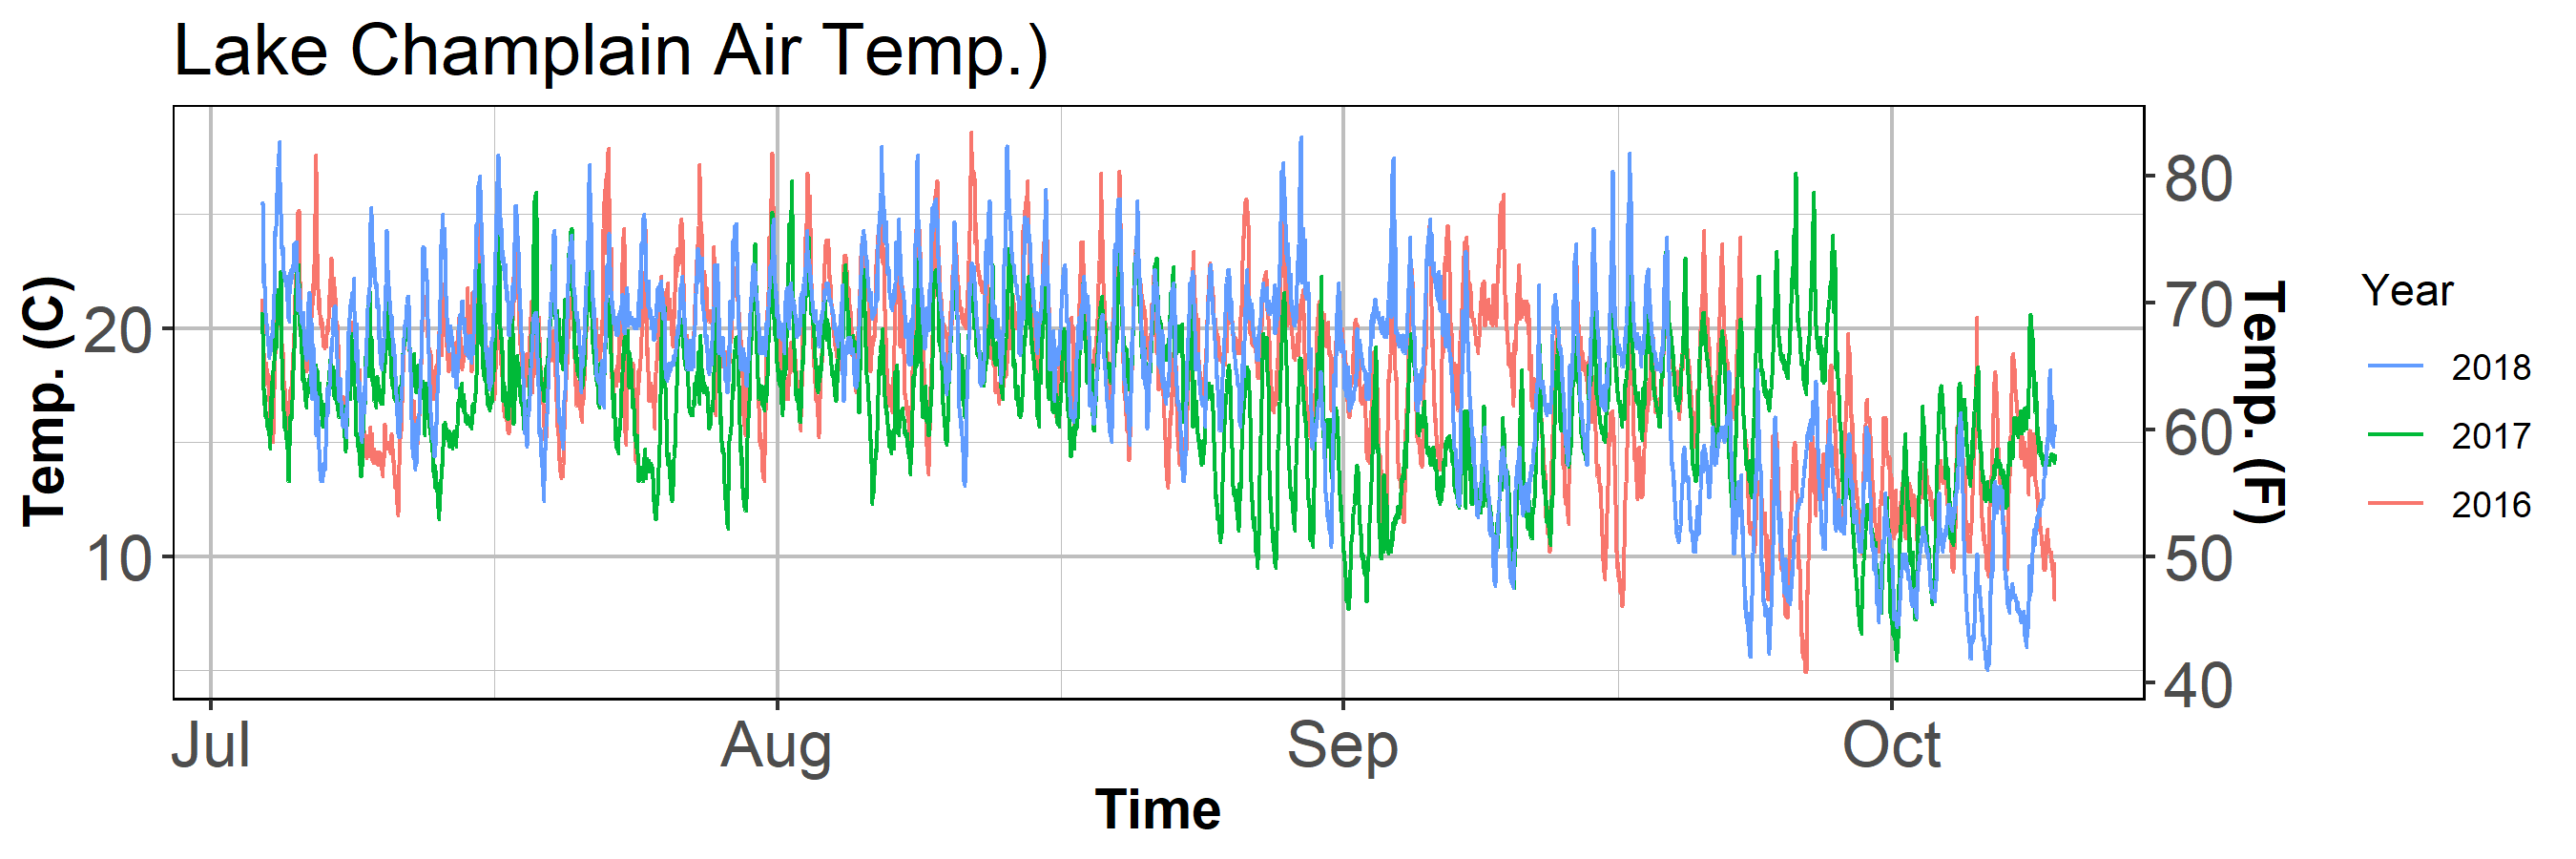 Lake Champlain Air Temp.)
Temp. (C)
20
10
80
70
60
50
40
Temp. (F)
Jul Aug Sep Oct
Time
Year
2018
2017
2016